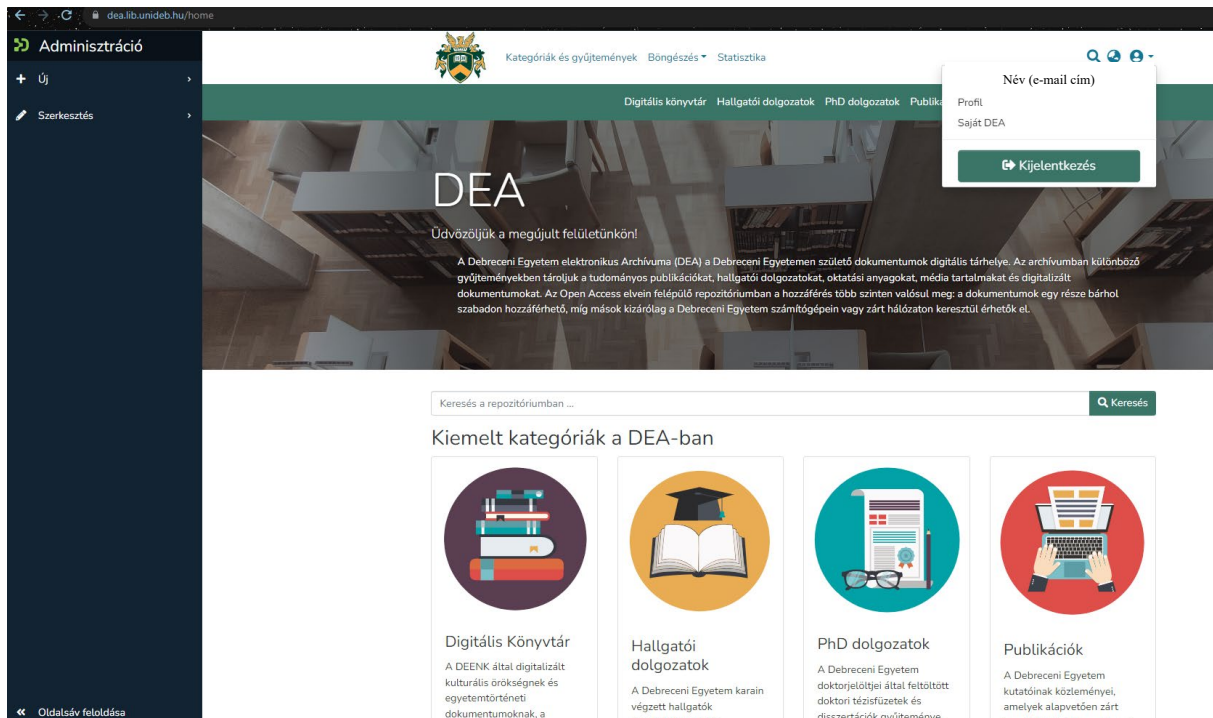 dea.lib.unideb.hu/home
Adminisztráció
Új
Szerkesztés
Oldalsáv feloldása
Kategóriák és gyűjtemények Böngészés Statisztika
Név (e-mail cím)
Profil
Saját DEA
Kijelentkezés
Digitális könyvtár Hallgatói dolgozatok PhD dolgozatok Publika
DEA
Üdvözöljük a megújult felületünkön!
A Debreceni Egyetem elektronikus Archívuma (DEA) a Debreceni Egyetemen születő dokumentumok digitális tárhelye. Az archívumban különböző
gyűjteményekben tároljuk a tudományos publikációkat, hallgatói dolgozatokat, oktatási anyagokat, média tartalmakat és digitalizált
dokumentumokat. Az Open Access elvein felépülő repozitóriumban a hozzáférés több szinten valósul meg: a dokumentumok egy része bárhol
szabadon hozzáférhető, míg mások kizárólag a Debreceni Egyetem számítógépein vagy zárt hálózaton keresztül érhetők el.
Keresés a repozitóriumban ...
Keresés
Kiemelt kategóriák a DEA-ban
Digitális Könyvtár
A DEENK által digitalizált
kulturális örökségnek és
egyetemtörténeti
dokumentumoknak, a
Hallgatói
dolgozatok
A Debreceni Egyetem karain
végzett hallgatók
PhD dolgozatok
A Debreceni Egyetem
doktorjelöltjei által feltöltött
doktori tézisfüzetek és
disszertációk gyűjteménye
Publikációk
A Debreceni Egyetem
kutatóinak közleményei,
amelyek alapvetően zárt